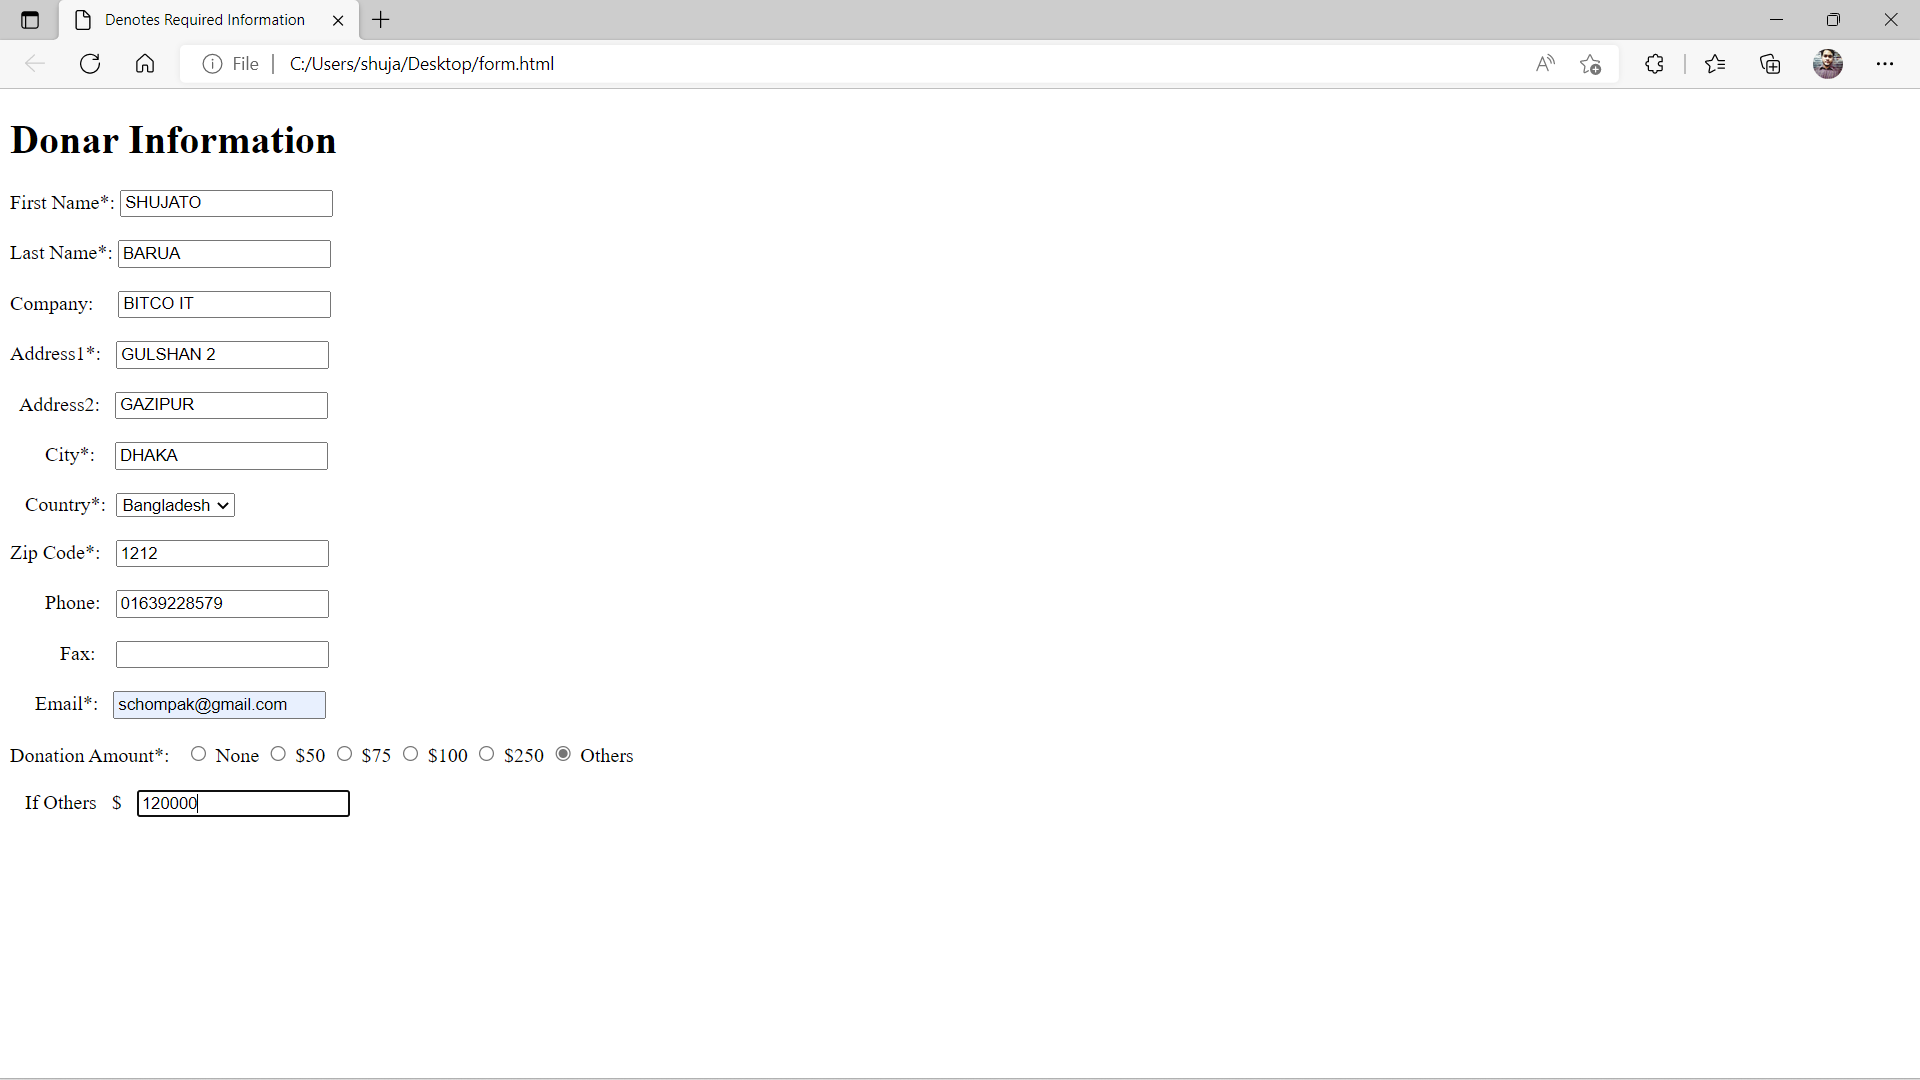 Denotes Required Information
File C:/Users/shuja/Desktop/form.html
Donar Information
First Name*: SHUJATO
Last Name*: BARUA
Company: BITCO IT
Address1*: GULSHAN 2
Address2: GAZIPUR
City*: DHAKA
Country*: Bangladesh
Zip Code*: 1212
Phone: 01639228579
Fax:
Email*: schompak@gmail.com
Donation Amount*: None $50 $75 $100 $250 Others
If Others $ 120000